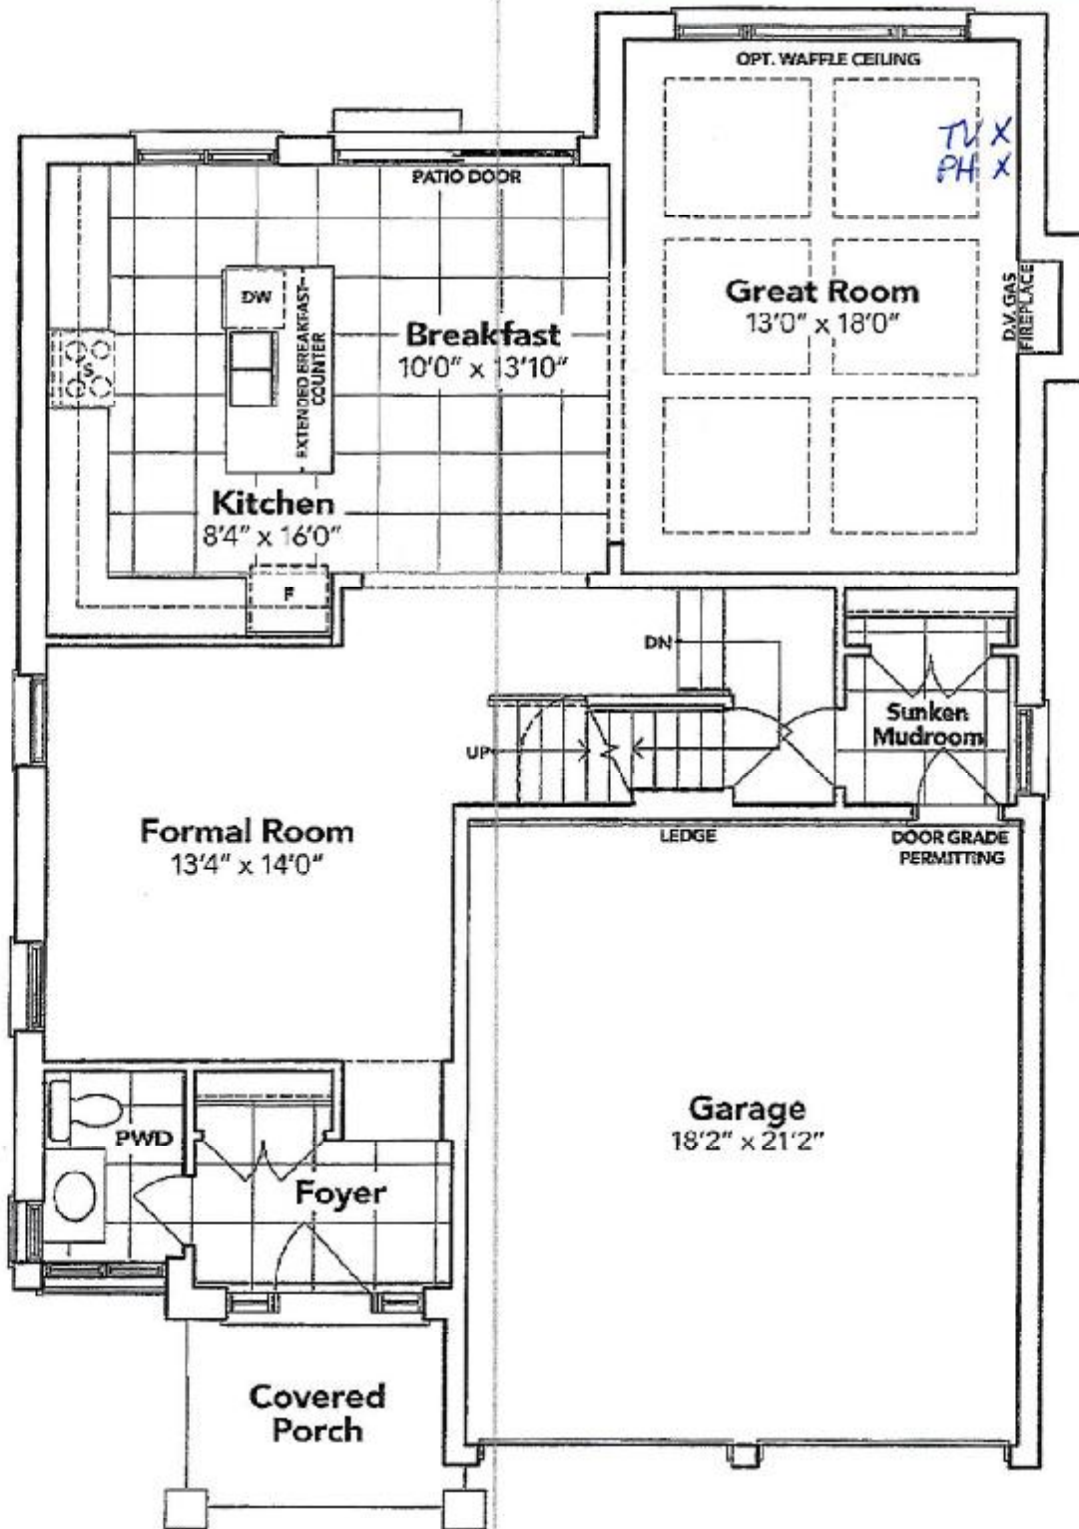 OPT. WAFFLE CEILING
TV X
PH X
PATIO DOOR
DW
EXTENDED BREAKFAST
COUNTER
Breakfast
10'0" x 13'10"
Great Room
13'0" x 18'0"
D.V. GAS
FIREPLACE
S
Kitchen
8'4" x 16'0"
F
DN
UP
Sunken
Mudroom
Formal Room
13'4" x 14'0"
LEDGE
DOOR GRADE
PERMITTING
Garage
18'2" x 21'2"
PWD
Foyer
Covered
Porch